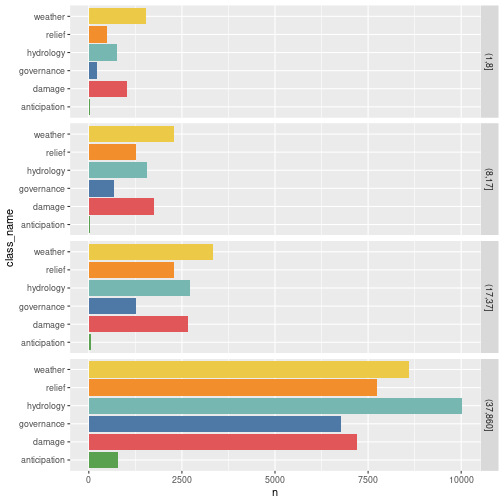 weather
relief
hydrology
governance
damage
anticipation
(1,8]
weather
relief
hydrology
governance
damage
anticipation
(8,17]
weather
relief
hydrology
governance
damage
anticipation
(17,37]
weather
relief
hydrology
governance
damage
anticipation
(37,860]
class_name
0 2500 5000 7500 10000
n